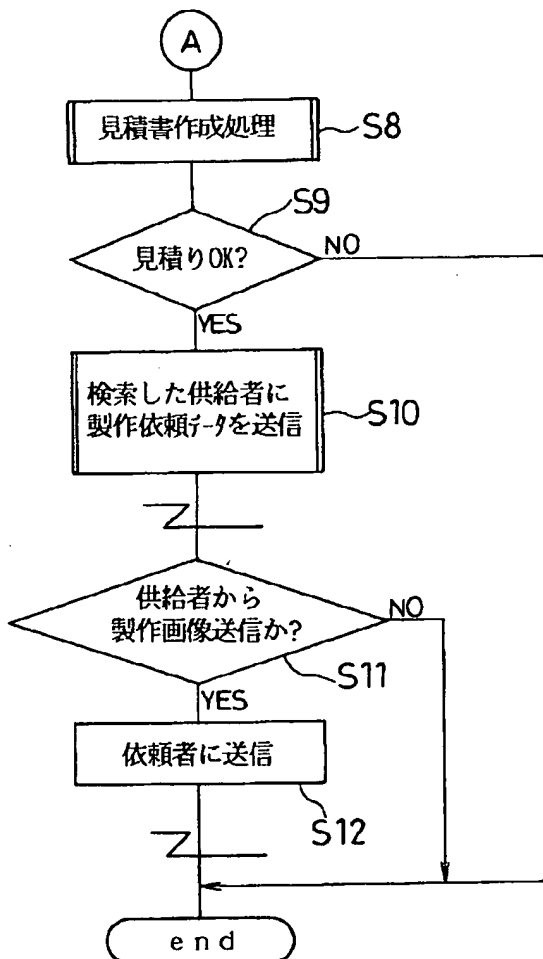 A
見積書作成処理
S8
S9
見積りOK?
NO
YES
検索した供給者に
製作依頼データを送信
S10
供給者から
製作画像送信か?
NO
S11
YES
依頼者に送信
S12
end